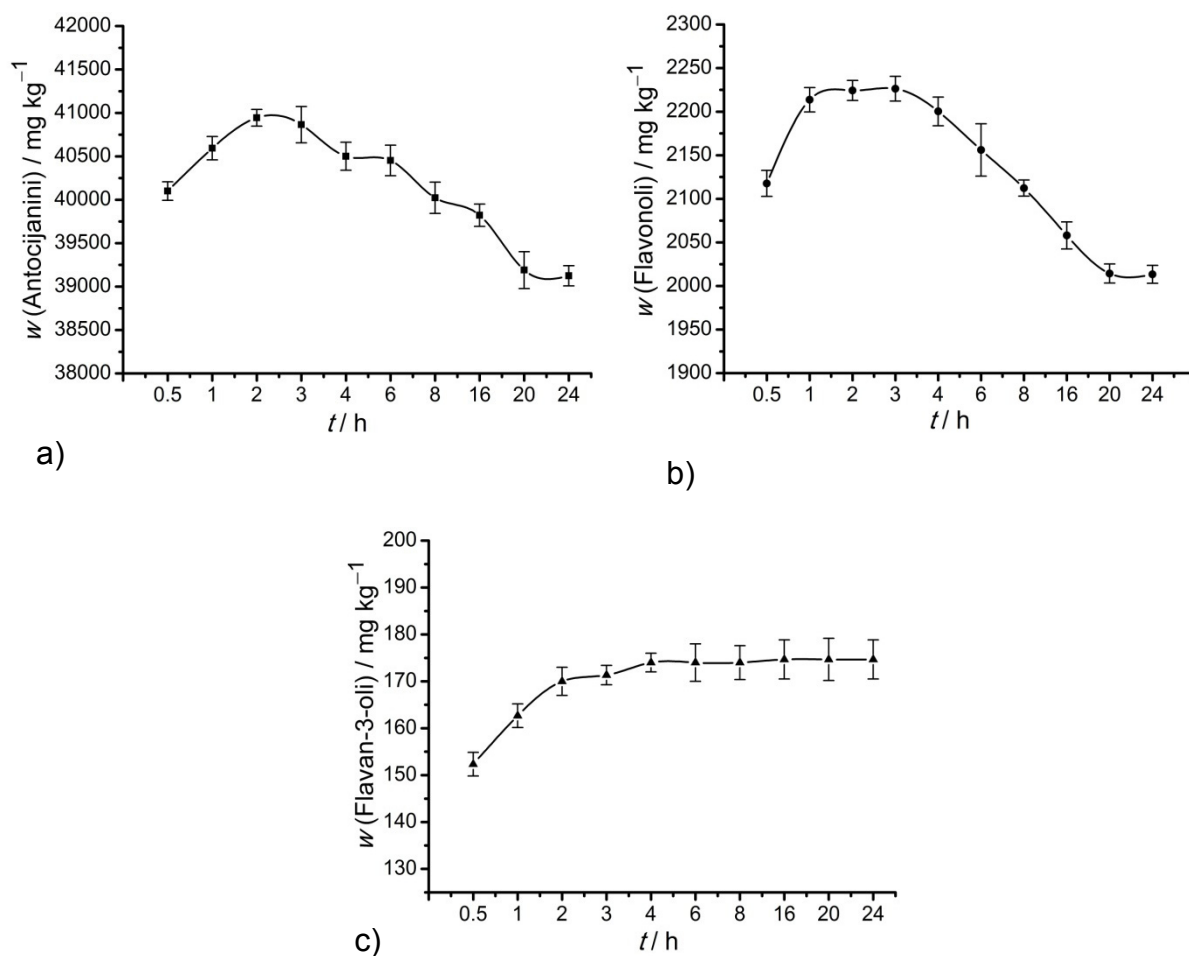 w (Antocijanini) / mg kg⁻¹
42000
41500
41000
40500
40000
39500
39000
38500
38000
0.5 1 2 3 4 6 8 16 20 24
t / h
a)
w (Flavonoli) / mg kg⁻¹
2300
2250
2200
2150
2100
2050
2000
1950
1900
0.5 1 2 3 4 6 8 16 20 24
t / h
b)
w (Flavan-3-oli) / mg kg⁻¹
200
190
180
170
160
150
140
130
0.5 1 2 3 4 6 8 16 20 24
t / h
c)